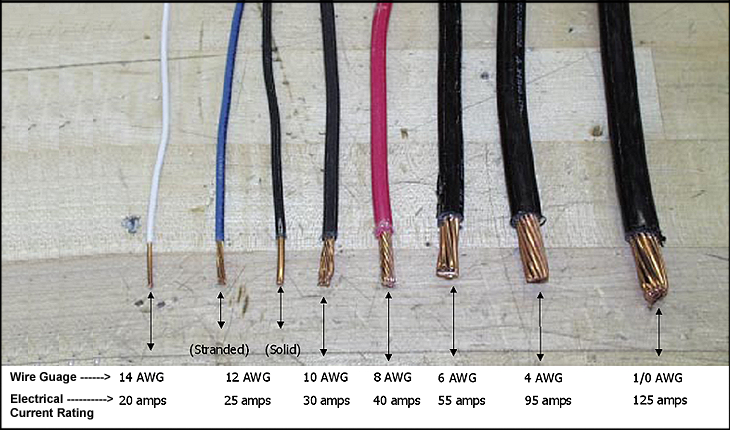 (Stranded) (Solid)
Wire Guage ------> 14 AWG 12 AWG 10 AWG 8 AWG 6 AWG 4 AWG 1/0 AWG
Electrical ----------> 20 amps 25 amps 30 amps 40 amps 55 amps 95 amps 125 amps
Current Rating